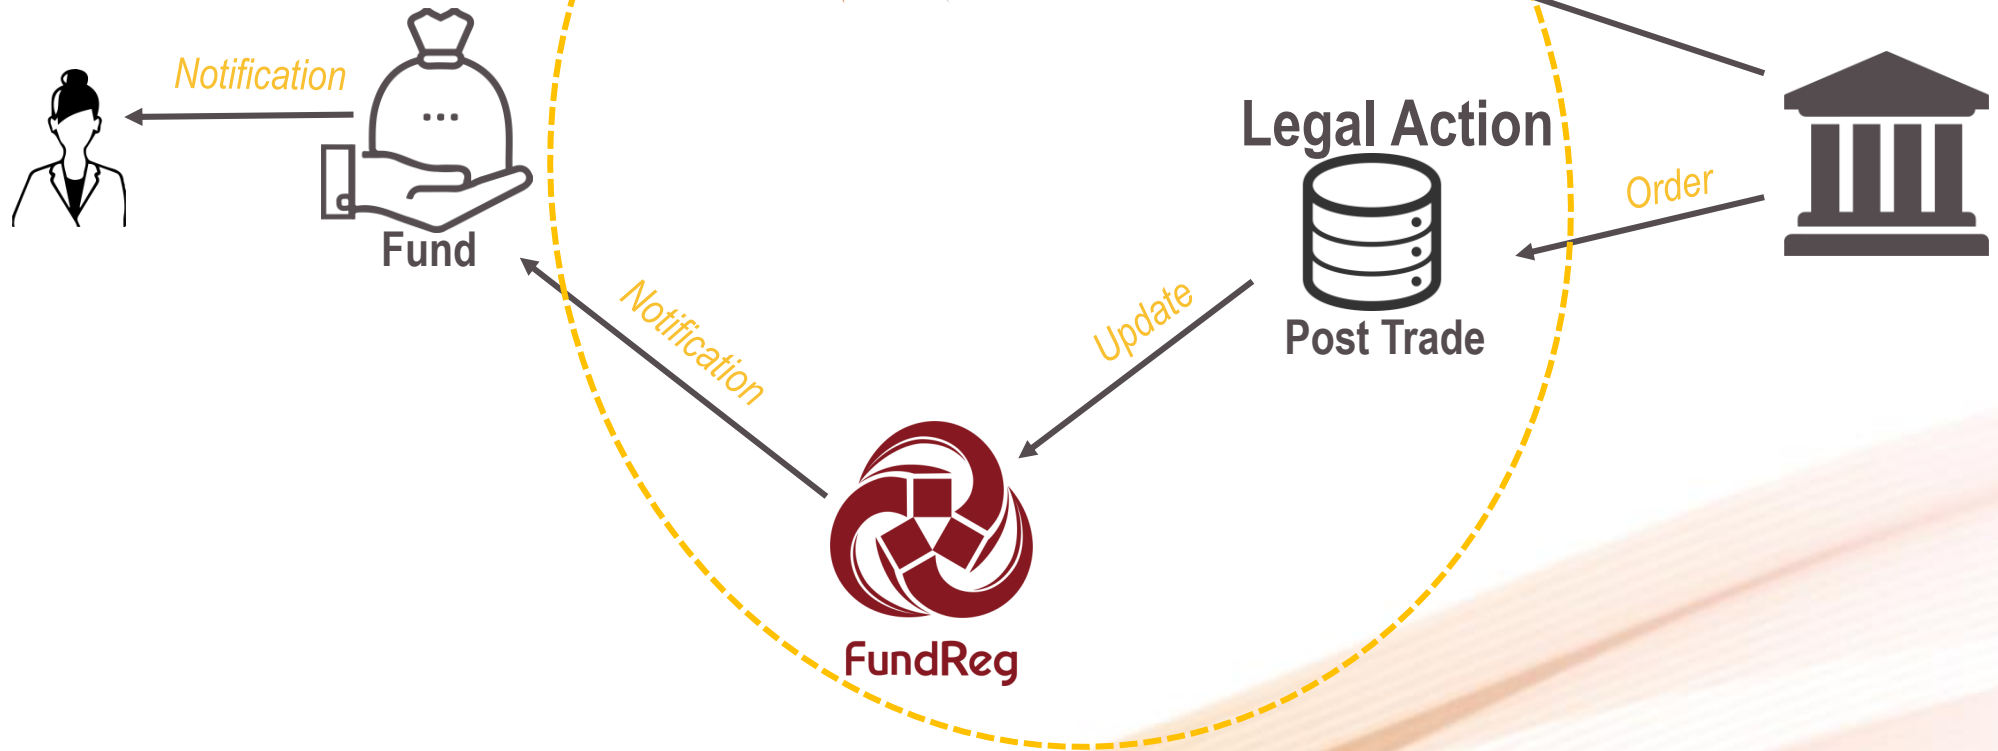 Notification
Legal Action
Order
Fund
Notification
Update
Post Trade
FundReg